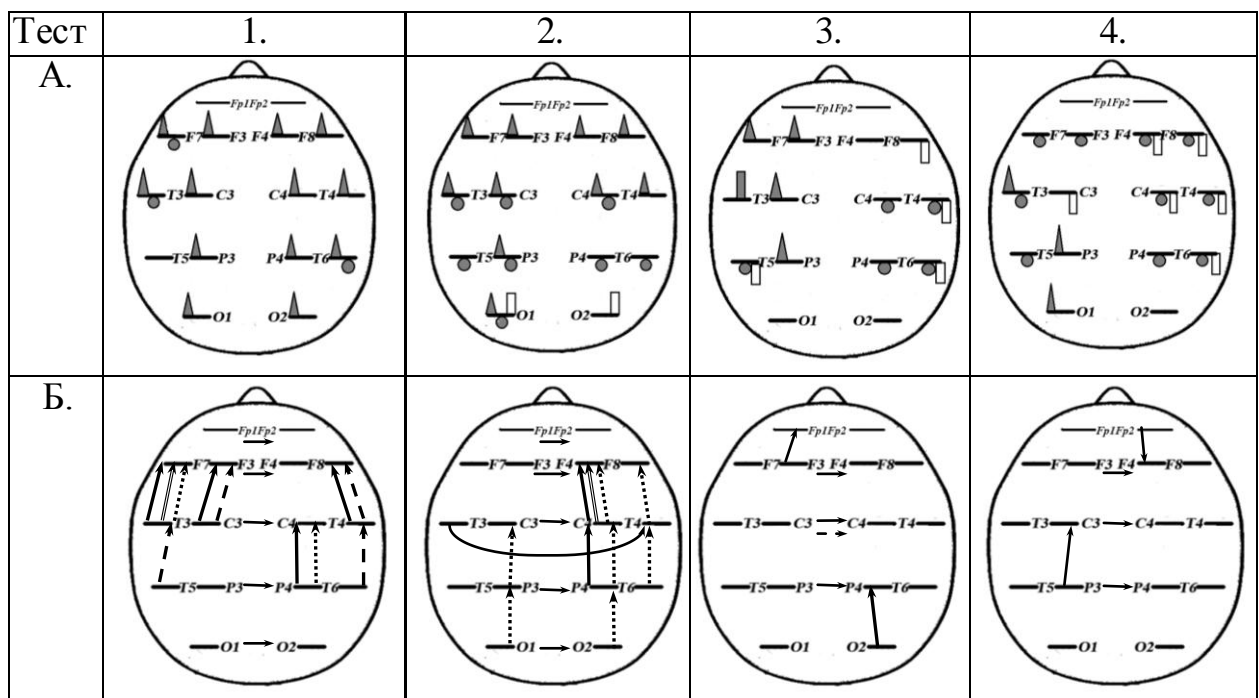 Тест 1. 2. 3. 4.
А.
Fp1Fp2 Fp1Fp2 Fp1Fp2 Fp1Fp2
F7 F3 F4 F8 F7 F3 F4 F8 F7 F3 F4 F8 F7 F3 F4 F8
T3 C3 C4 T4 T3 C3 C4 T4 T3 C3 C4 T4 T3 C3 C4 T4
T5 P3 P4 T6 T5 P3 P4 T6 T5 P3 P4 T6 T5 P3 P4 T6
O1 O2 O1 O2 O1 O2 O1 O2
Б.
Fp1Fp2 Fp1Fp2 Fp1Fp2 Fp1Fp2
F7 F3 F4 F8 F7 F3 F4 F8 F7 F3 F4 F8 F7 F3 F4 F8
T3 C3 C4 T4 T3 C3 C4 T4 T3 C3 C4 T4 T3 C3 C4 T4
T5 P3 P4 T6 T5 P3 P4 T6 T5 P3 P4 T6 T5 P3 P4 T6
O1 O2 O1 O2 O1 O2 O1 O2